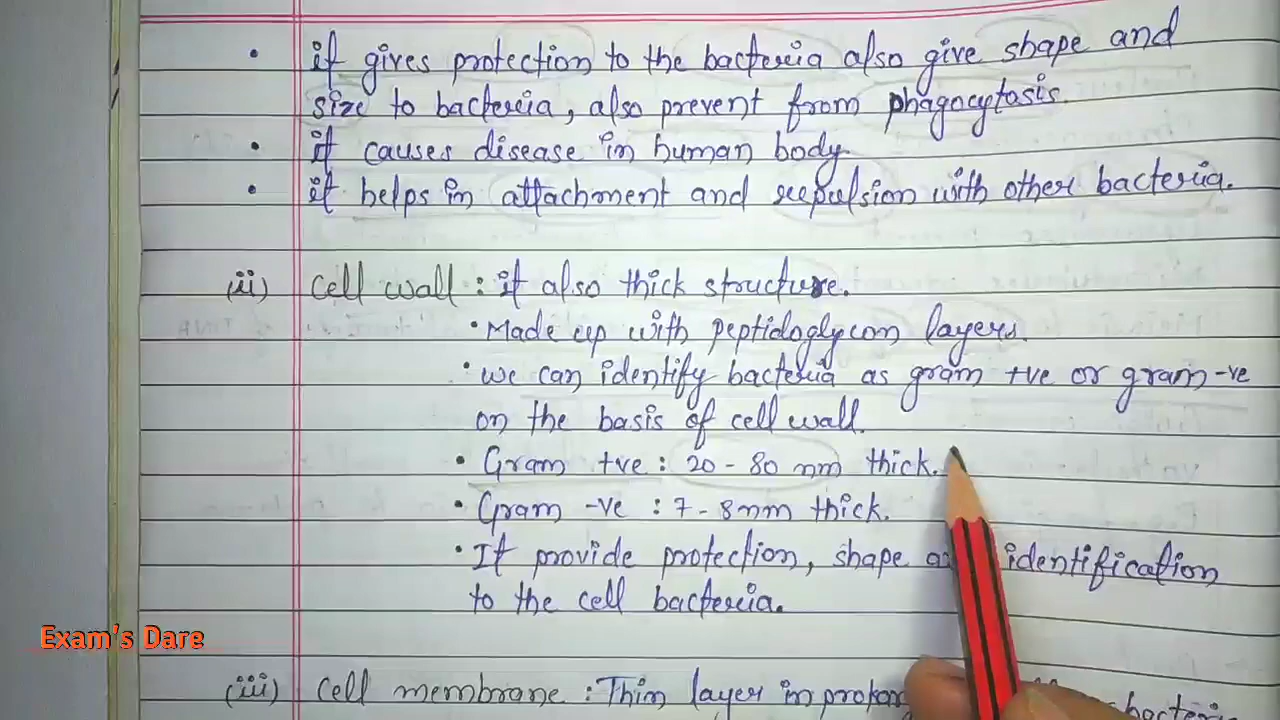 • it gives protection to the bacteria also give shape and
size to bacteria, also prevent from phagocytosis.
• it causes disease in human body.
• it helps in attachment and repulsion with other bacteria.
(ii) Cell wall : it also thick structure.
• Made up with peptidoglycan layers.
• we can identify bacteria as gram +ve or gram -ve
on the basis of cell wall.
• Gram +ve : 20 - 80 nm thick.
• Gram -ve : 7 - 8nm thick.
• It provide protection, shape identification
to the cell bacteria.
Exam's Dare
(iii) Cell membrane : Thin layer in